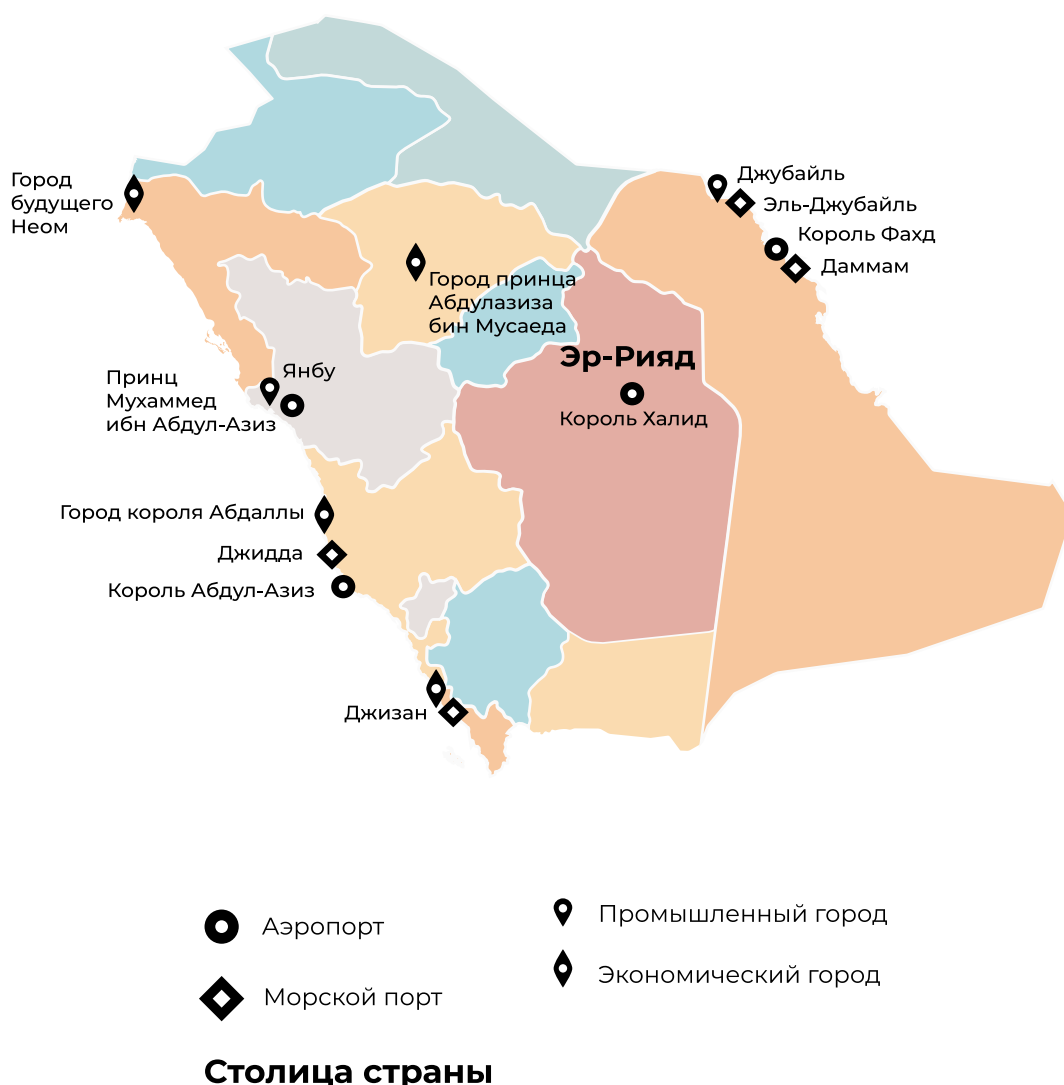 Город
будущего
Неом
Джубайль
Эль-Джубайль
Король Фахд
Даммам
Город принца
Абдулазиза
бин Мусаеда
Эр-Рияд
Король Халид
Янбу
Принц
Мухаммед
ибн Абдул-Азиз
Город короля Абдаллы
Джидда
Король Абдул-Азиз
Джизан
Аэропорт
Промышленный город
Морской порт
Экономический город
Столица страны